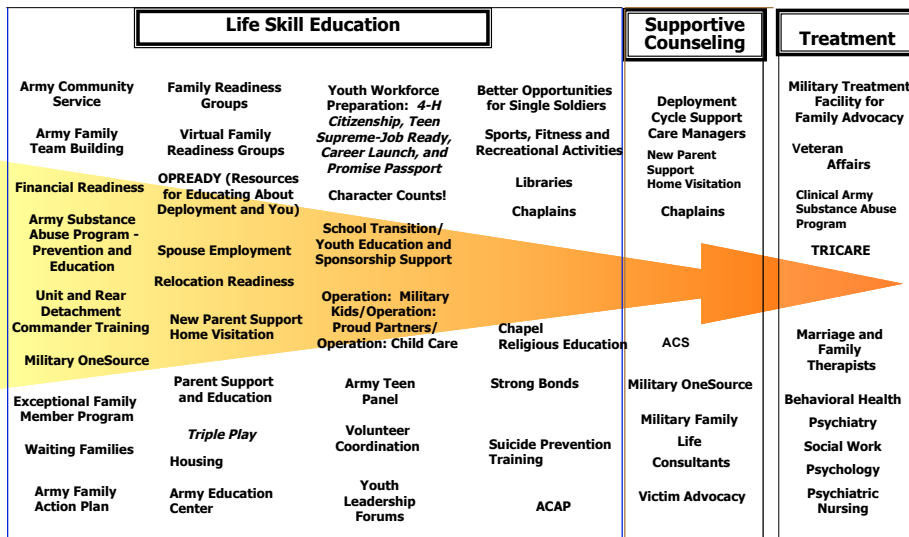 Life Skill Education
Supportive
Counseling
Treatment
Army Community
Service
Army Family
Team Building
Financial Readiness
Army Substance
Abuse Program -
Prevention and
Education
Unit and Rear
Detachment
Commander Training
Military OneSource
Exceptional Family
Member Program
Waiting Families
Army Family
Action Plan
Family Readiness
Groups
Virtual Family
Readiness Groups
OPREADY (Resources
for Educating About
Deployment and You)
Spouse Employment
Relocation Readiness
New Parent Support
Home Visitation
Parent Support
and Education
Triple Play
Housing
Army Education
Center
Youth Workforce
Preparation: 4-H
Citizenship, Teen
Supreme-Job Ready,
Career Launch, and
Promise Passport
Character Counts!
School Transition/
Youth Education and
Sponsorship Support
Operation: Military
Kids/Operation:
Proud Partners/
Operation: Child Care
Army Teen
Panel
Volunteer
Coordination
Youth
Leadership
Forums
Better Opportunities
for Single Soldiers
Sports, Fitness and
Recreational Activities
Libraries
Chaplains
Chapel
Religious Education
Strong Bonds
Suicide Prevention
Training
ACAP
Deployment
Cycle Support
Care Managers
New Parent
Support
Home Visitation
Chaplains
ACS
Military OneSource
Military Family
Life
Consultants
Victim Advocacy
Military Treatment
Facility for
Family Advocacy
Veteran
Affairs
Clinical Army
Substance Abuse
Program
TRICARE
Marriage and
Family
Therapists
Behavioral Health
Psychiatry
Social Work
Psychology
Psychiatric
Nursing